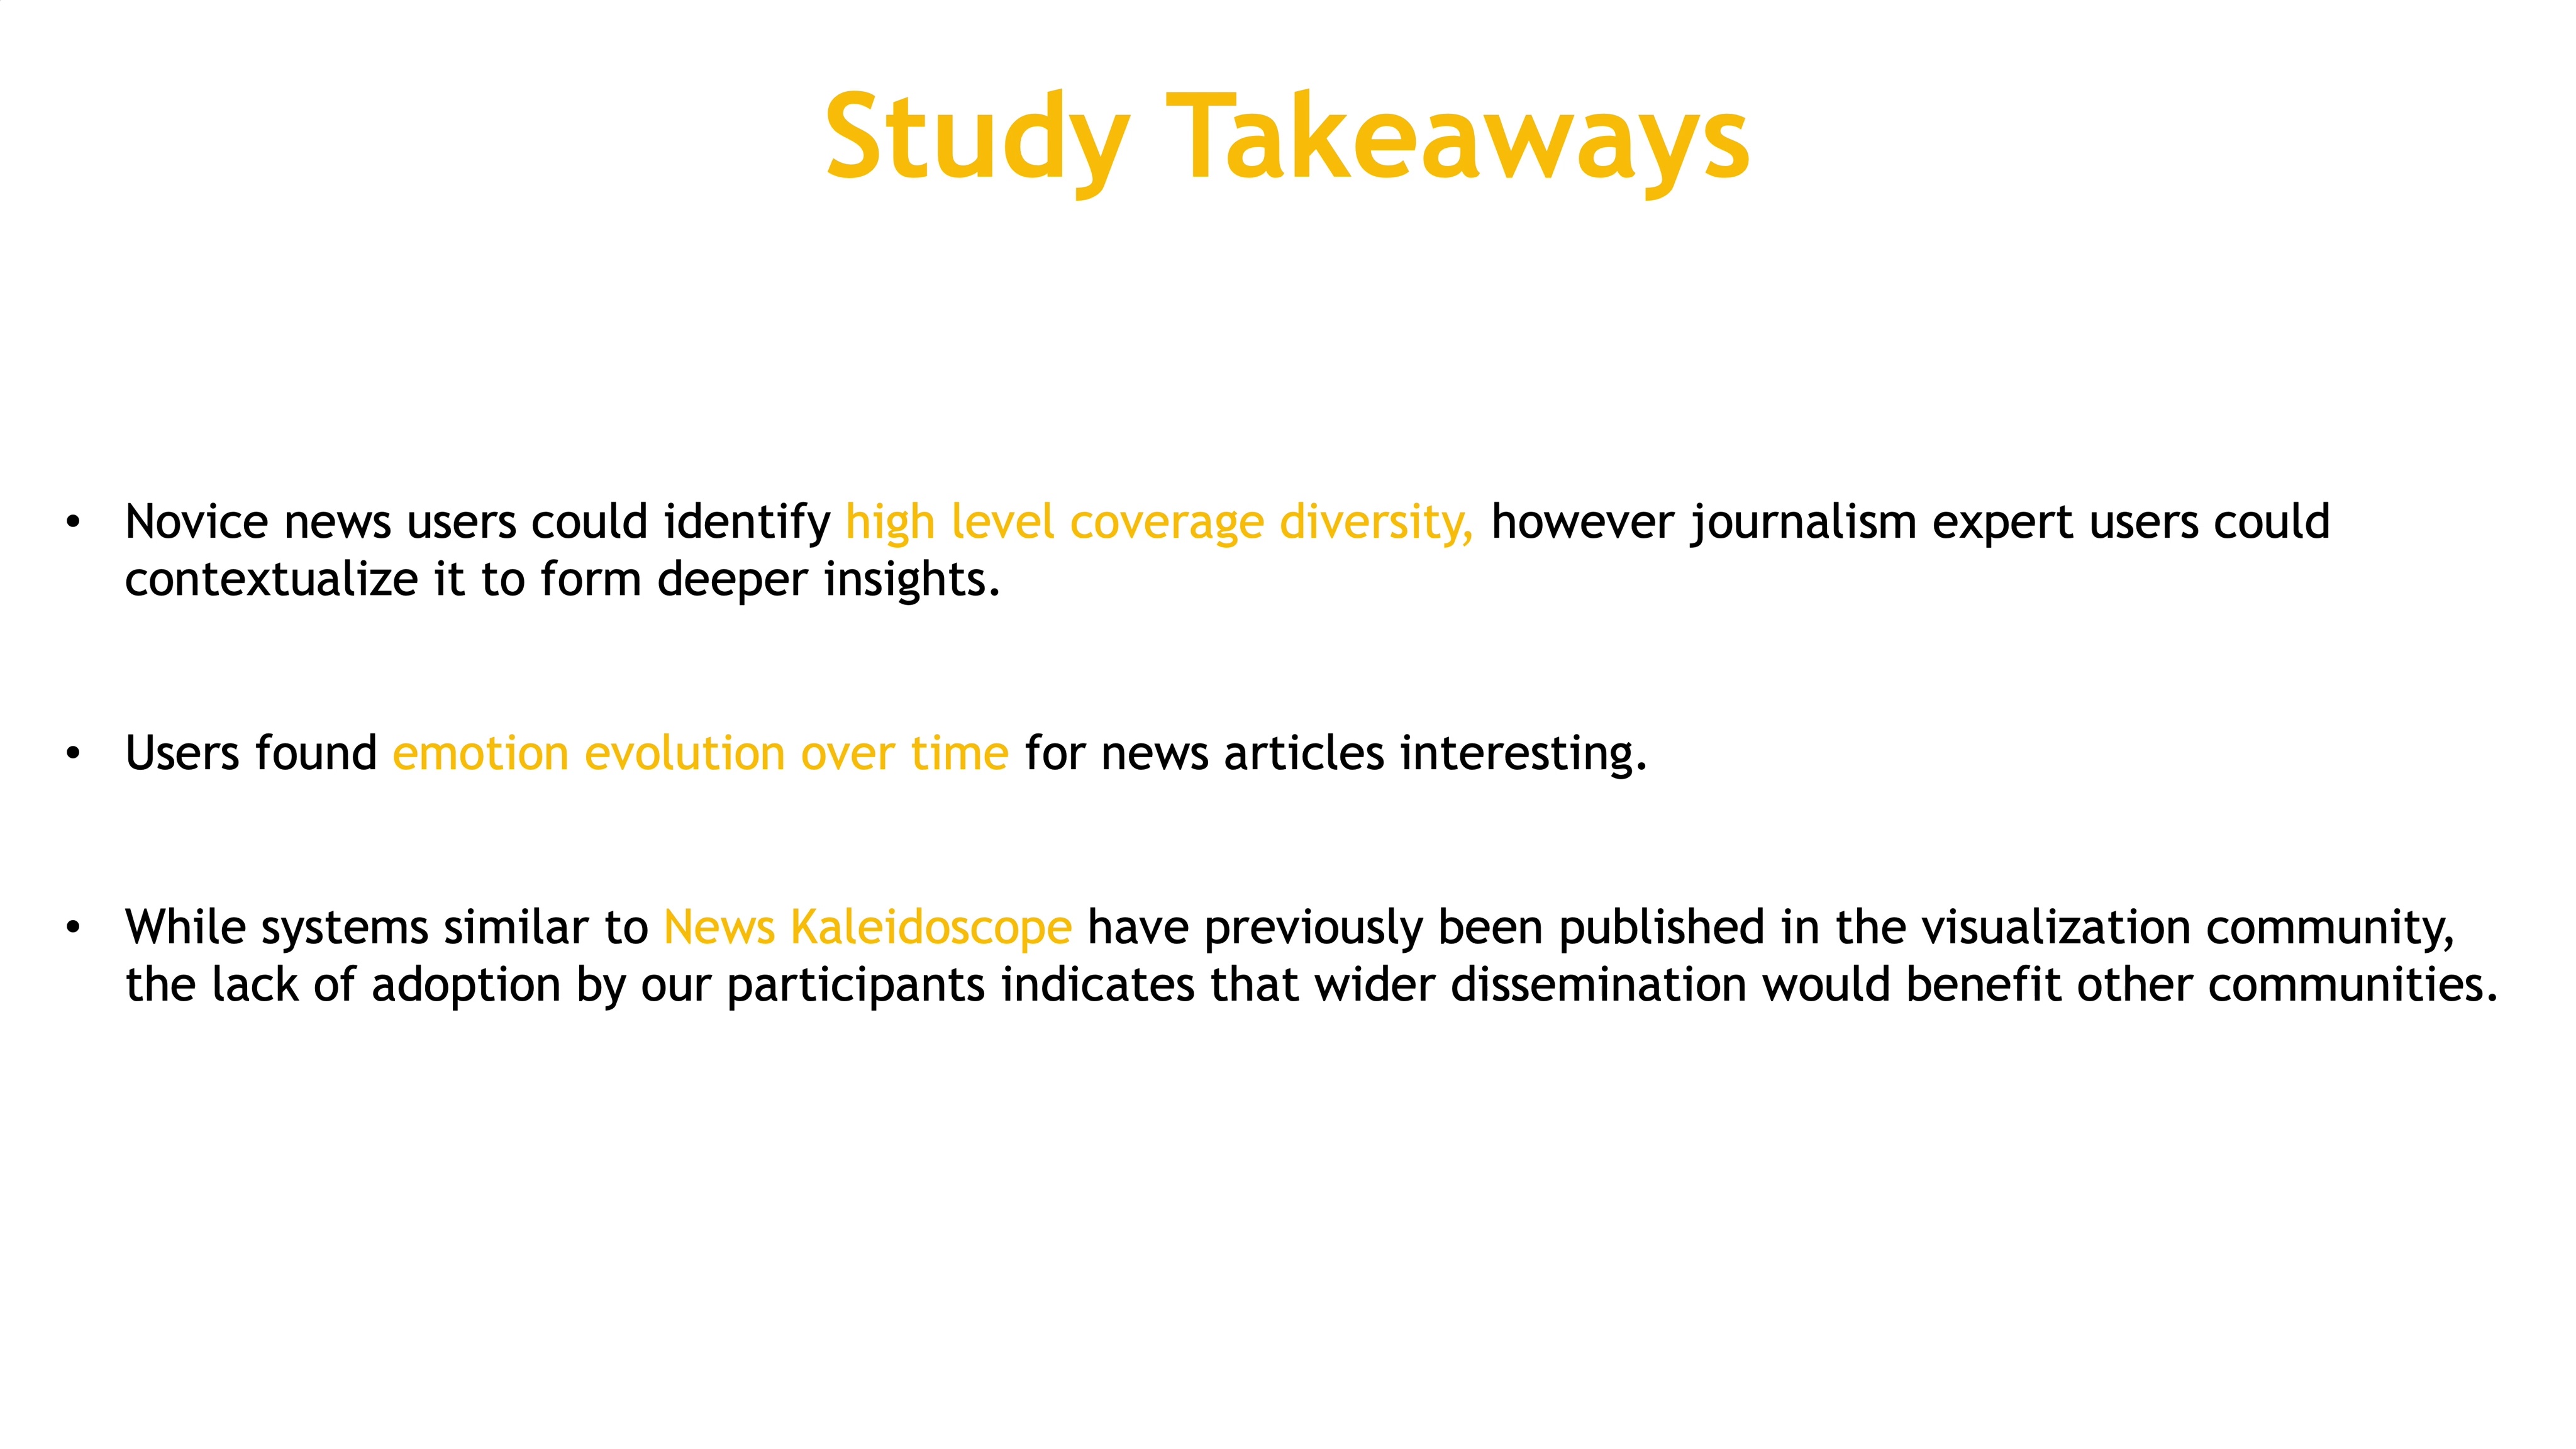 Study Takeaways
• Novice news users could identify high level coverage diversity, however journalism expert users could
contextualize it to form deeper insights.
• Users found emotion evolution over time for news articles interesting.
• While systems similar to News Kaleidoscope have previously been published in the visualization community,
the lack of adoption by our participants indicates that wider dissemination would benefit other communities.